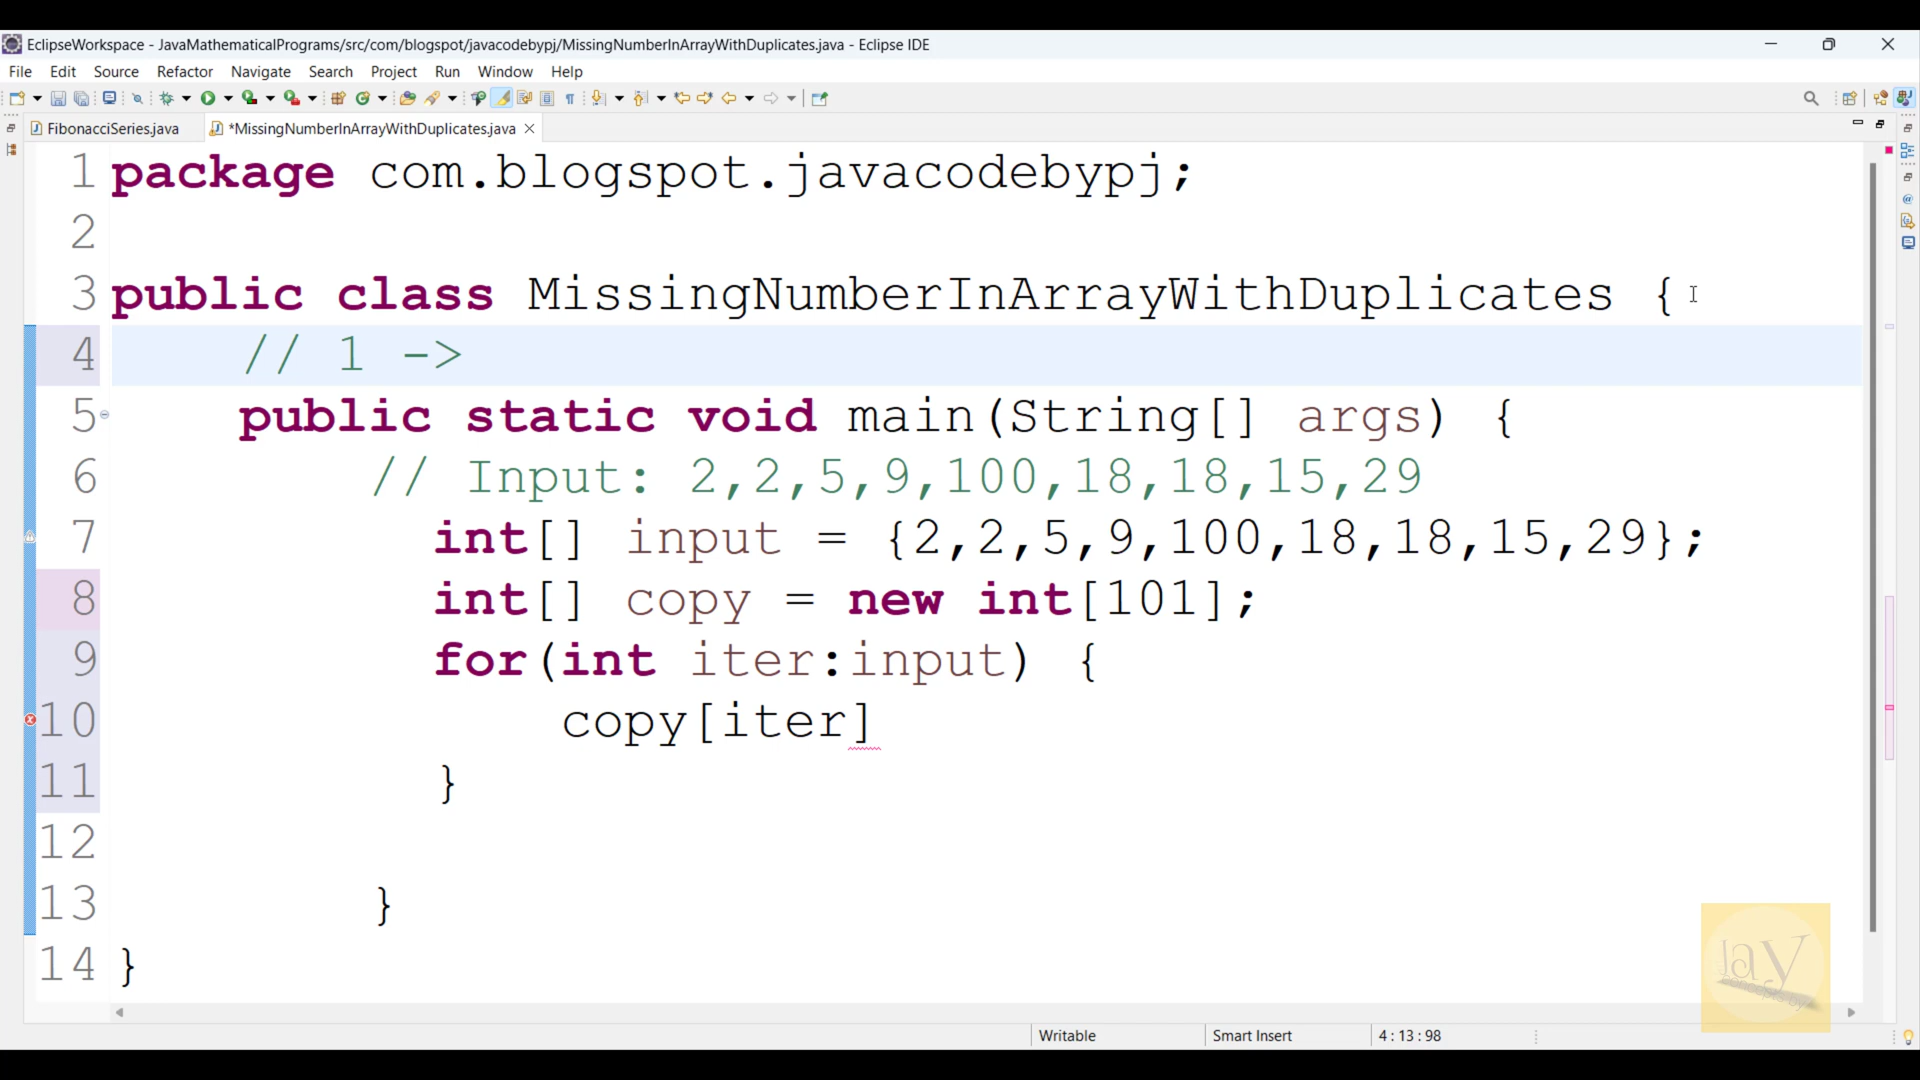 EclipseWorkspace - JavaMathematicalPrograms/src/com/blogspot/javacodebypj/MissingNumberInArrayWithDuplicates.java - Eclipse IDE
File Edit Source Refactor Navigate Search Project Run Window Help
FibonacciSeries.java *MissingNumberInArrayWithDuplicates.java
1 package com.blogspot.javacodebypj;
2
3 public class MissingNumberInArrayWithDuplicates {
4 // 1 ->
5 public static void main(String[] args) {
6 // Input: 2,2,5,9,100,18,18,15,29
7 int[] input = {2,2,5,9,100,18,18,15,29};
8 int[] copy = new int[101];
9 for(int iter:input) {
10 copy[iter]
11 }
12
13 }
14 }
Jay
concepts by
Writable Smart Insert 4 : 13 : 98